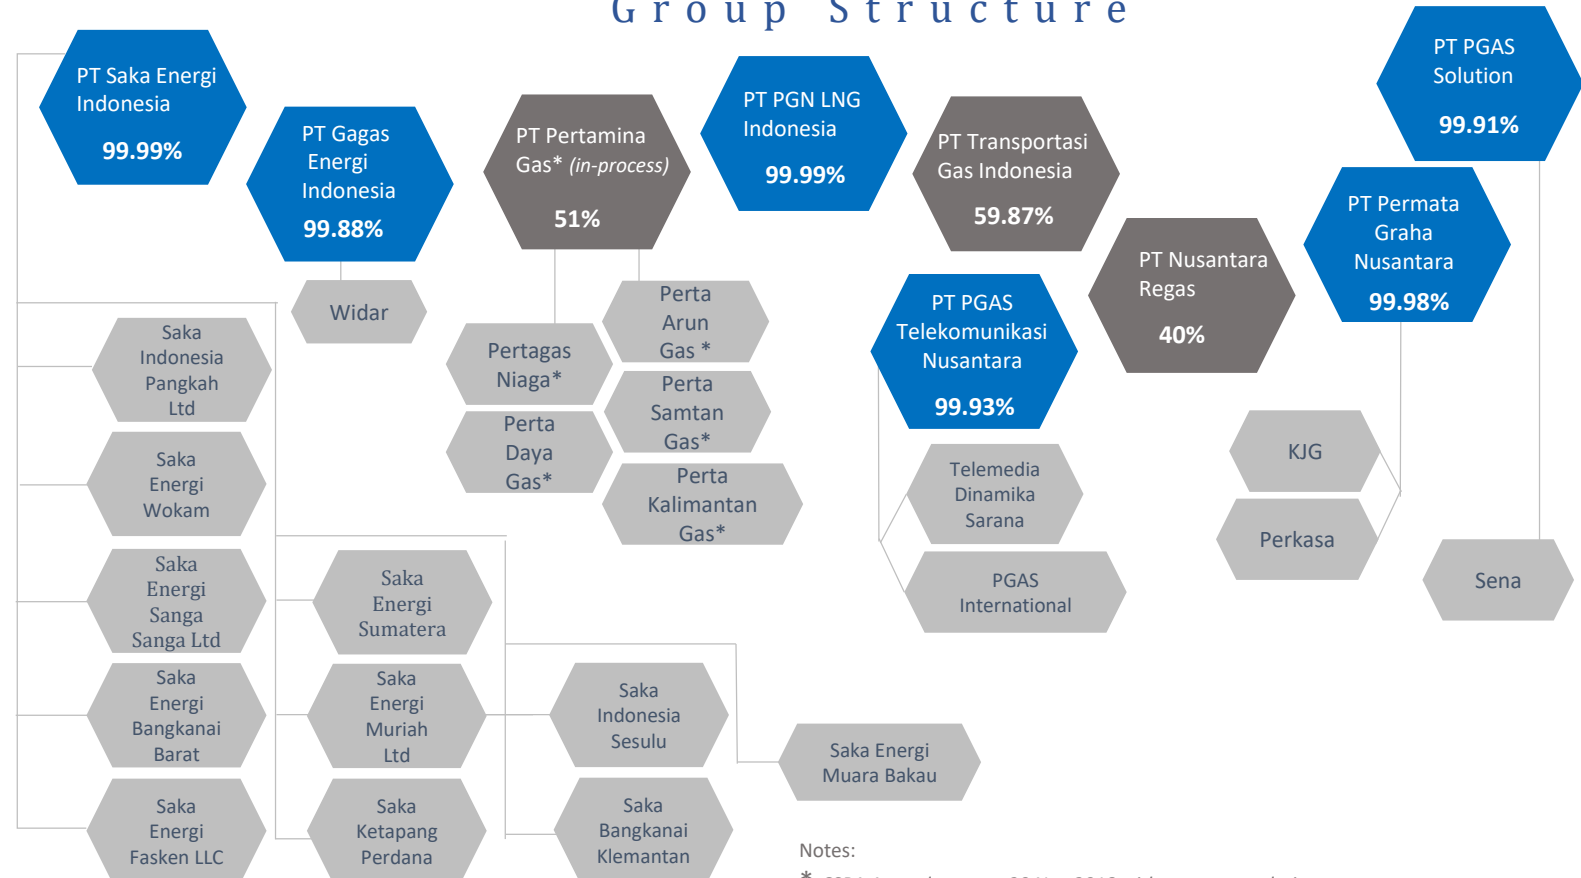 Group Structure
PT Saka Energi
Indonesia
99.99%
PT Gagas
Energi
Indonesia
99.88%
PT Pertamina
Gas* (in-process)
51%
PT PGN LNG
Indonesia
99.99%
PT Transportasi
Gas Indonesia
59.87%
PT PGAS
Solution
99.91%
PT Permata
Graha
Nusantara
99.98%
PT Nusantara
Regas
40%
PT PGAS
Telekomunikasi
Nusantara
99.93%
Widar
Pertagas
Niaga*
Perta
Daya
Gas*
Perta
Arun
Gas *
Perta
Samtan
Gas*
Perta
Kalimantan
Gas*
Telemedia
Dinamika
Sarana
PGAS
International
KJG
Perkasa
Sena
Saka
Indonesia
Pangkah
Ltd
Saka
Energi
Wokam
Saka
Energi
Sanga
Sanga Ltd
Saka
Energi
Bangkanai
Barat
Saka
Energi
Fasken LLC
Saka
Energi
Sumatera
Saka
Energi
Muriah
Ltd
Saka
Ketapang
Perdana
Saka
Indonesia
Sesulu
Saka
Bangkanai
Klemantan
Saka Energi
Muara Bakau
Notes:
*